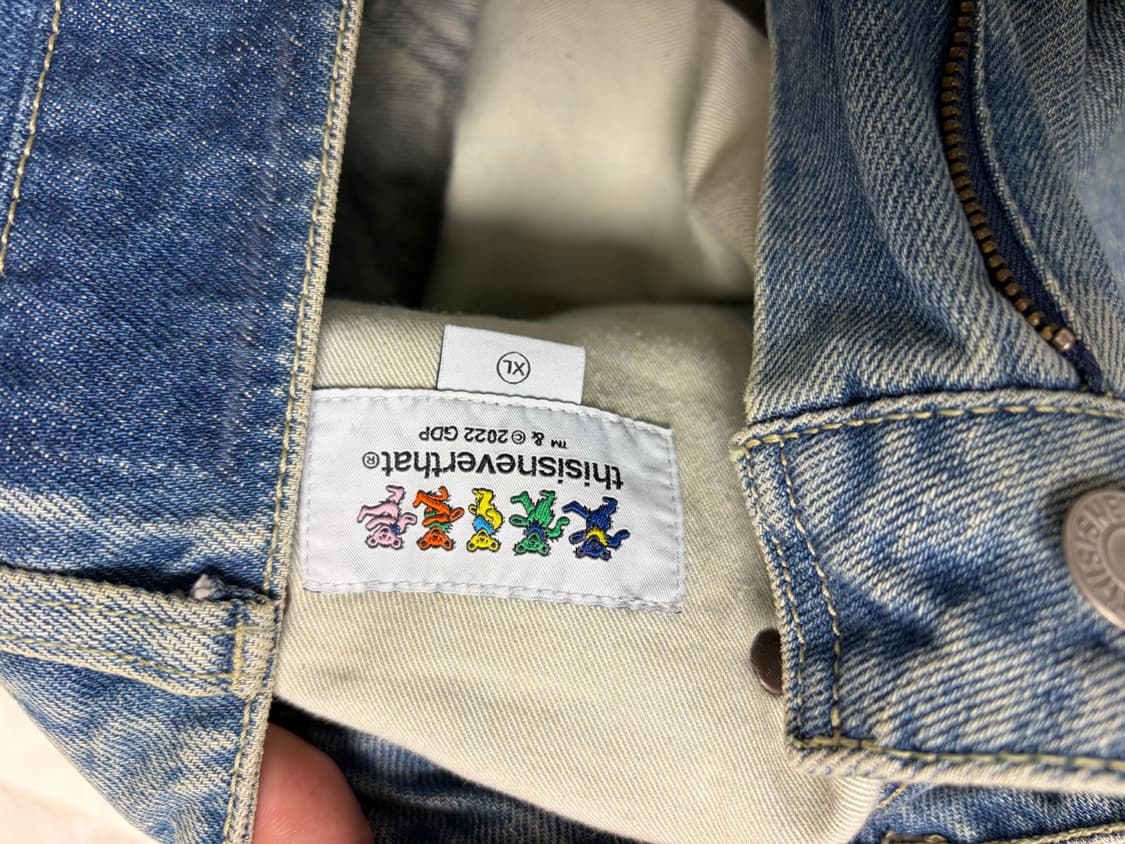 thisisneverthat®
™ & © 2022 GDP
XL